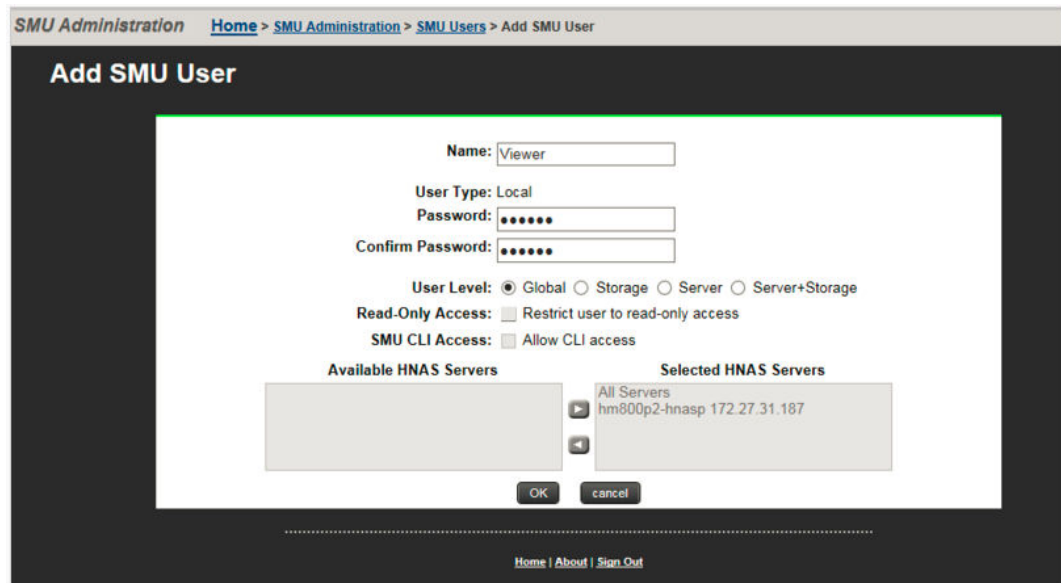 SMU Administration Home > SMU Administration > SMU Users > Add SMU User
Add SMU User
Name: Viewer
User Type: Local
Password: ●●●●●●
Confirm Password: ●●●●●●
User Level: Global Storage Server Server+Storage
Read-Only Access: Restrict user to read-only access
SMU CLI Access: Allow CLI access
Available HNAS Servers Selected HNAS Servers
All Servers
hm800p2-hnasp 172.27.31.187
OK cancel
Home | About | Sign Out